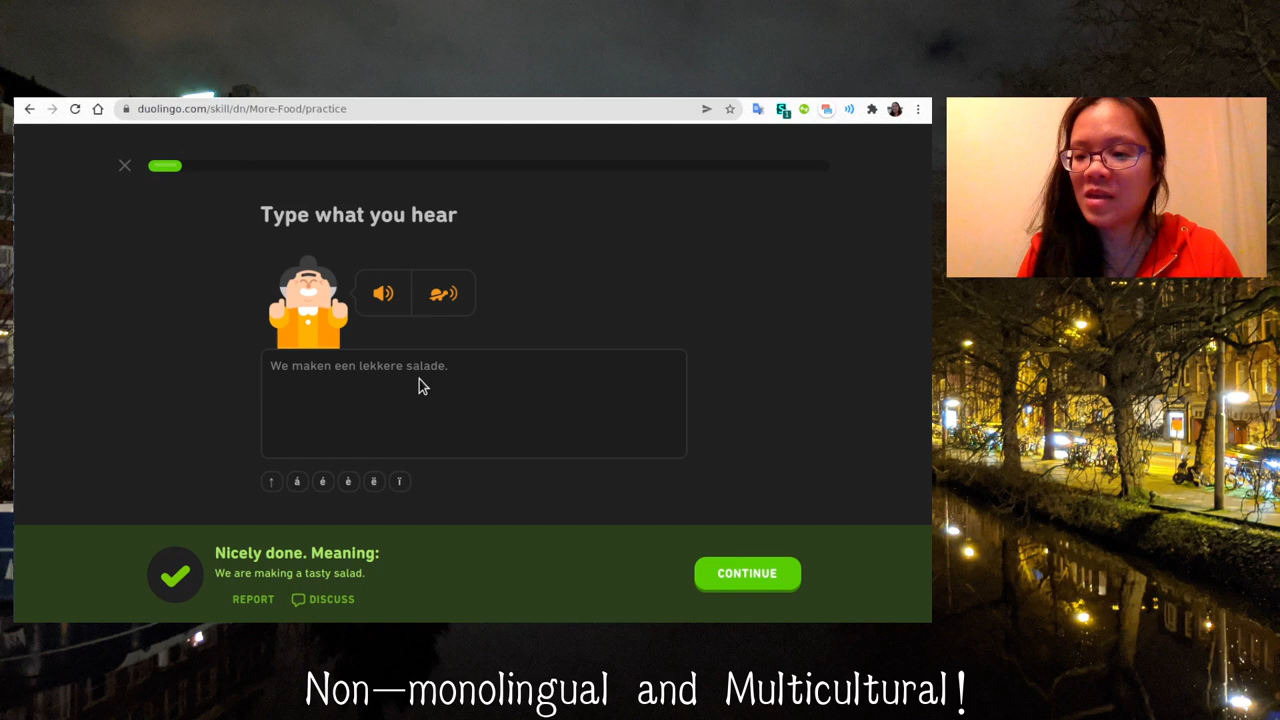 duolingo.com/skill/dn/More-Food/practice
Type what you hear
We maken een lekkere salade.
↑ á é è ë ï
Nicely done. Meaning:
We are making a tasty salad.
REPORT DISCUSS
CONTINUE
Non-monolingual and Multicultural!